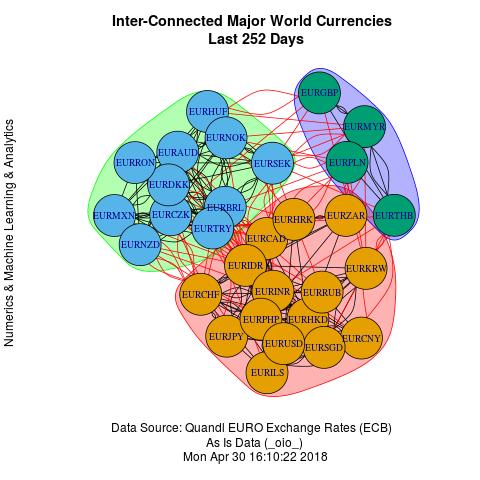 Inter-Connected Major World Currencies
Last 252 Days
Numerics & Machine Learning & Analytics
EURGBP
EURHUF
EURMYR
EURNOK
EURAUD
EURRON
EURSEK
EURPLN
EURDKK
EURMXN
EURCZK
EURBRL
EURHRK
EURZAR
EURTHB
EURTRY
EURCAD
EURNZD
EURIDR
EURKRW
EURCHF
EURINR
EURRUB
EURPHP
EURHKD
EURJPY
EURUSD
EURSGD
EURCNY
EURILS
Data Source: Quandl EURO Exchange Rates (ECB)
As Is Data (_oio_)
Mon Apr 30 16:10:22 2018